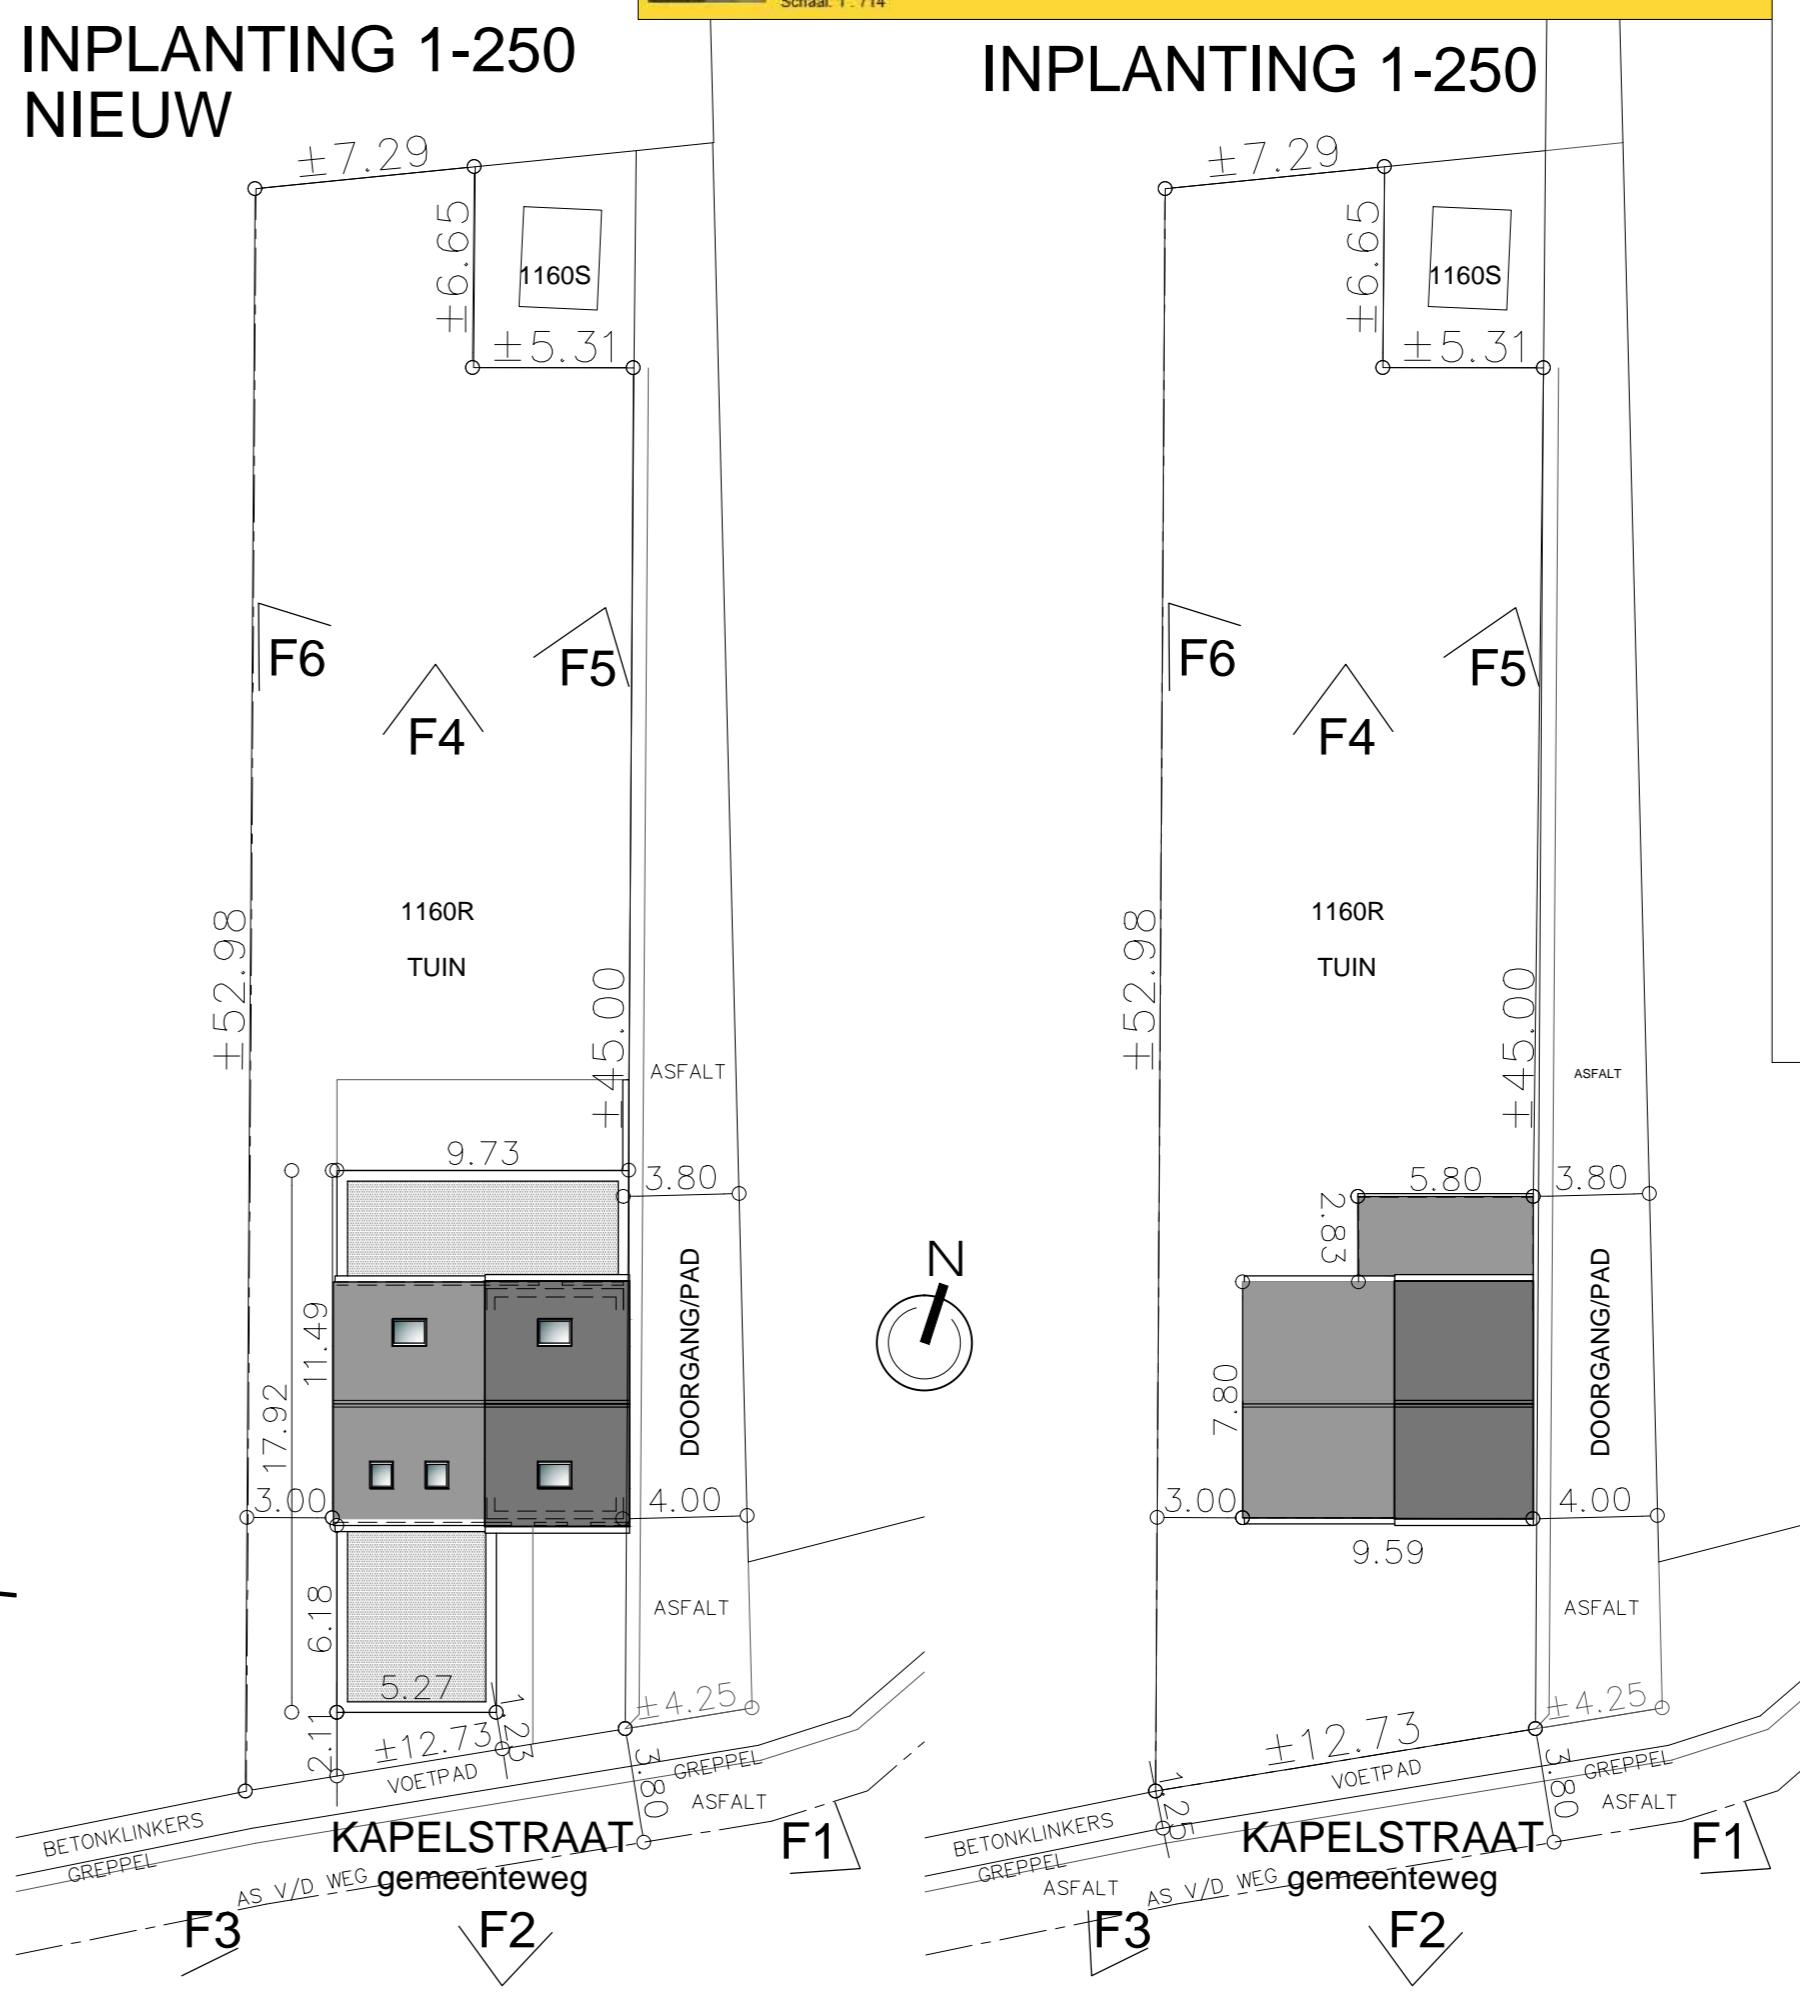 Schaal: 1 : 714
INPLANTING 1-250
NIEUW
±7.29
±6.65
1160S
±5.31
F6
F5
F4
1160R
TUIN
±52.98
±45.00
ASFALT
9.73
3.80
DOORGANG/PAD
11.49
17.92
3.00
4.00
6.18
ASFALT
5.27
1.23
2.11
±12.73
±4.25
VOETPAD
3.80
GREPPEL
ASFALT
BETONKLINKERS
GREPPEL
KAPELSTRAAT
gemeenteweg
AS V/D WEG
F1
F3
F2
N
INPLANTING 1-250
±7.29
±6.65
1160S
±5.31
F6
F5
F4
1160R
TUIN
±52.98
±45.00
ASFALT
5.80
3.80
2.83
DOORGANG/PAD
7.80
3.00
4.00
9.59
ASFALT
±12.73
±4.25
VOETPAD
3.80
GREPPEL
ASFALT
1.25
BETONKLINKERS
GREPPEL
KAPELSTRAAT
gemeenteweg
ASFALT
AS V/D WEG
F1
F3
F2